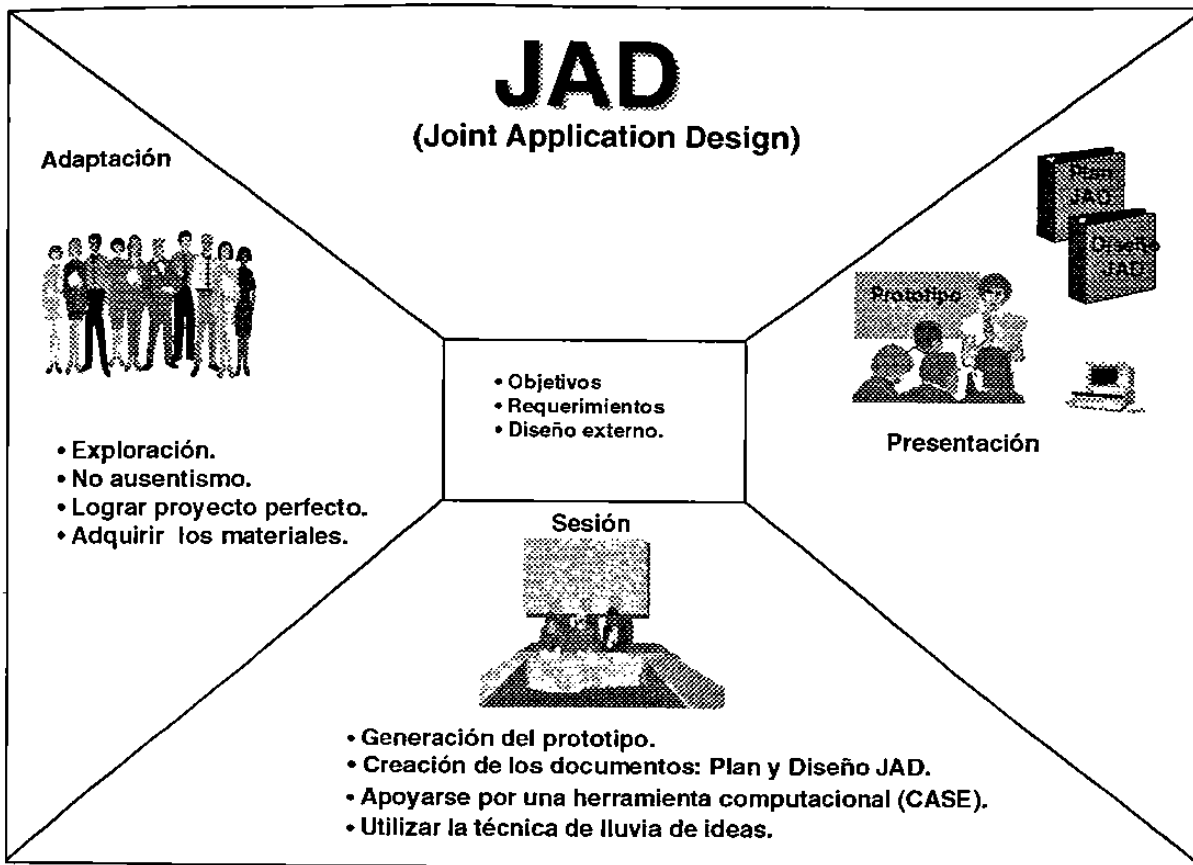 JAD
(Joint Application Design)
Adaptación
• Exploración.
• No ausentismo.
• Lograr proyecto perfecto.
• Adquirir los materiales.
• Objetivos
• Requerimientos
• Diseño externo.
Plan
JAD
Diseño
JAD
Prototipo
Presentación
Sesión
• Generación del prototipo.
• Creación de los documentos: Plan y Diseño JAD.
• Apoyarse por una herramienta computacional (CASE).
• Utilizar la técnica de lluvia de ideas.